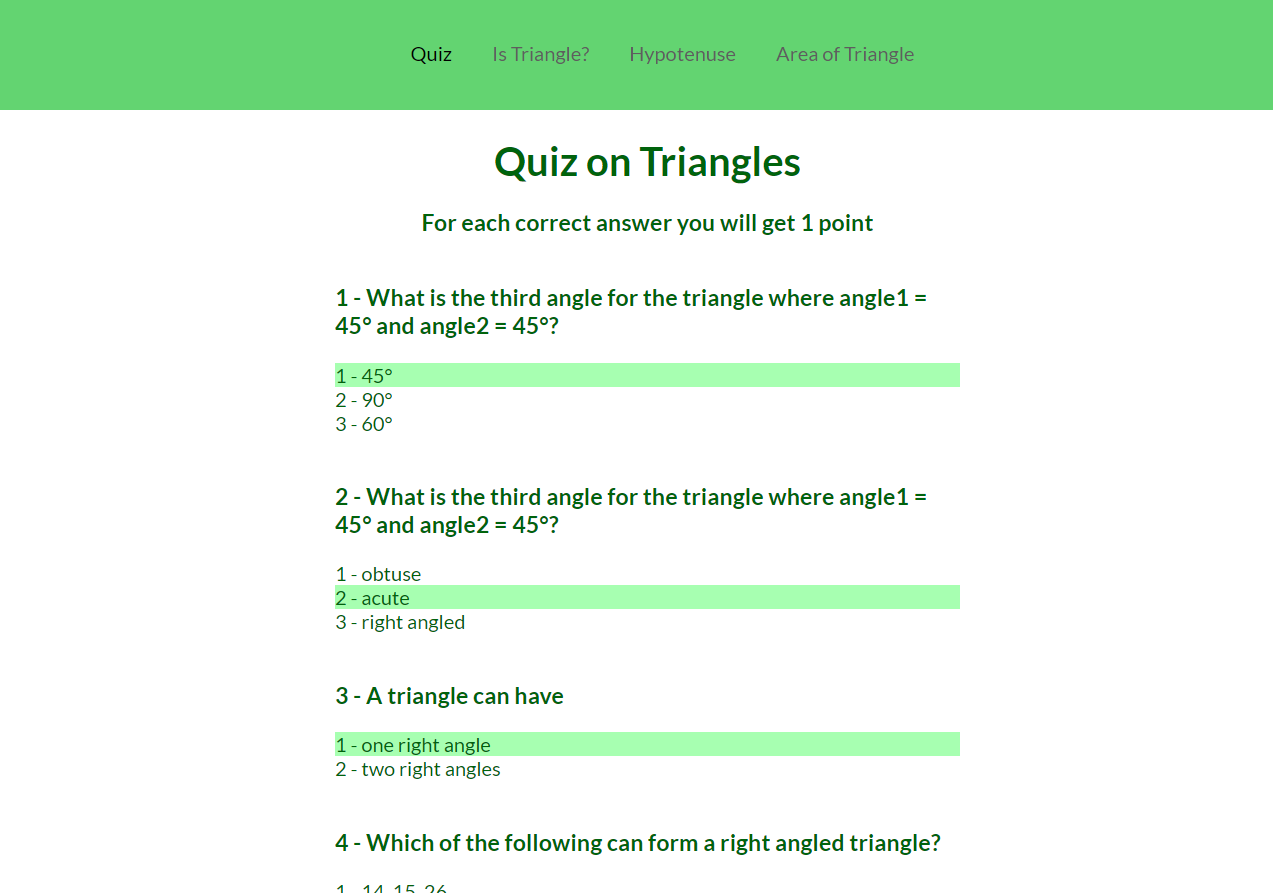 Quiz Is Triangle? Hypotenuse Area of Triangle
Quiz on Triangles
For each correct answer you will get 1 point
1 - What is the third angle for the triangle where angle1 =
45° and angle2 = 45°?
1 - 45°
2 - 90°
3 - 60°
2 - What is the third angle for the triangle where angle1 =
45° and angle2 = 45°?
1 - obtuse
2 - acute
3 - right angled
3 - A triangle can have
1 - one right angle
2 - two right angles
4 - Which of the following can form a right angled triangle?
1 - 14, 15, 26